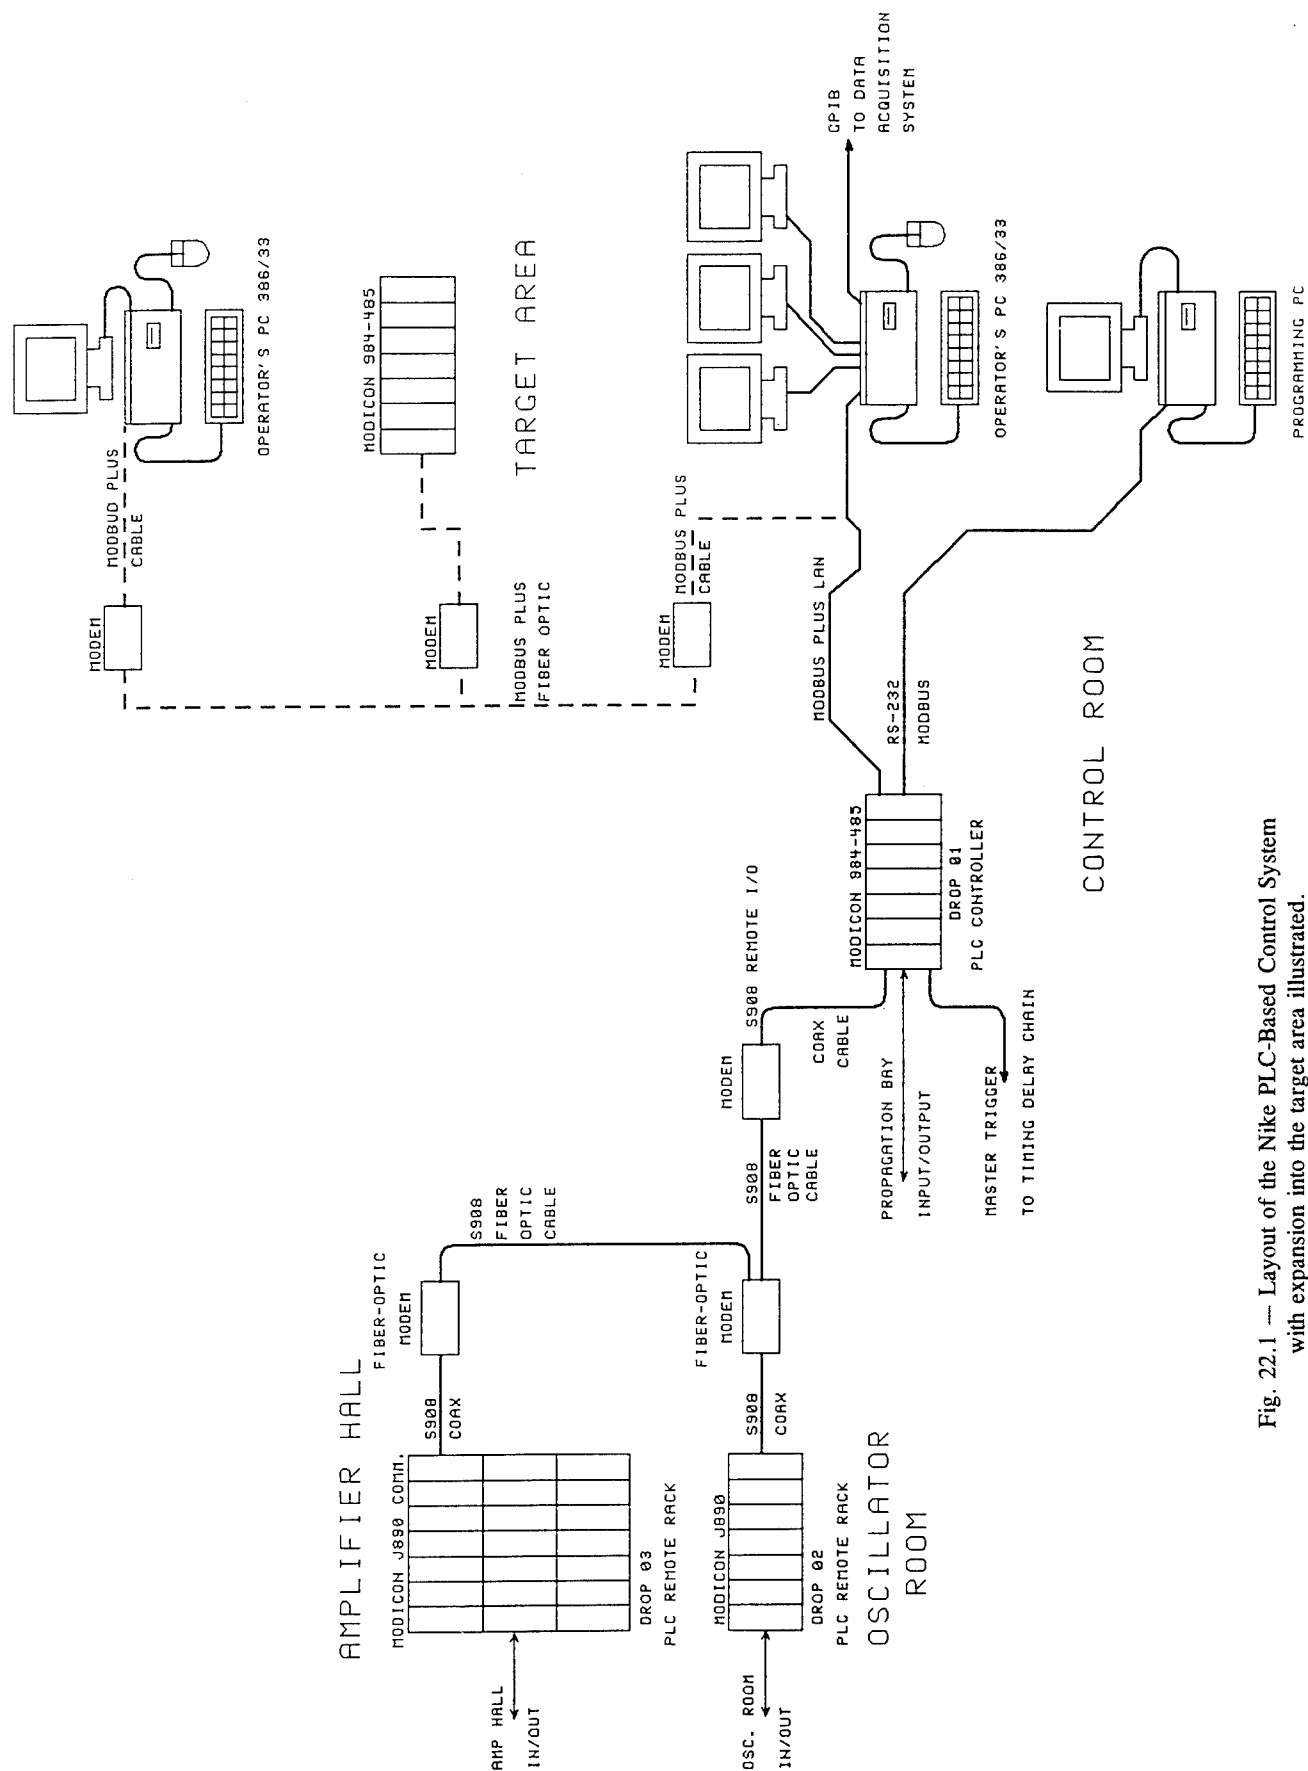 AMPLIFIER HALL
MODICON J890 COMM.
DROP 03
PLC REMOTE RACK
AMP HALL
IN/OUT
S908
COAX
FIBER-OPTIC
MODEM
S908
FIBER
OPTIC
CABLE
MODICON J890
DROP 02
PLC REMOTE RACK
OSCILLATOR
ROOM
OSC. ROOM
IN/OUT
S908
COAX
FIBER-OPTIC
MODEM
S908
FIBER
OPTIC
CABLE
MODEM
S908 REMOTE I/O
COAX
CABLE
PROPAGATION BAY
INPUT/OUTPUT
MASTER TRIGGER
TO TIMING DELAY CHAIN
MODICON 984-485
DROP 01
PLC CONTROLLER
CONTROL ROOM
MODBUS PLUS LAN
RS-232
MODBUS
MODEM
MODBUD PLUS
CABLE
OPERATOR'S PC 386/33
MODEM
MODBUS PLUS
FIBER OPTIC
MODICON 984-485
TARGET AREA
MODEM
MODBUS PLUS
CABLE
GPIB
TO DATA
ACQUISITION
SYSTEM
OPERATOR'S PC 386/33
PROGRAMMING PC
Fig. 22.1 — Layout of the Nike PLC-Based Control System
with expansion into the target area illustrated.